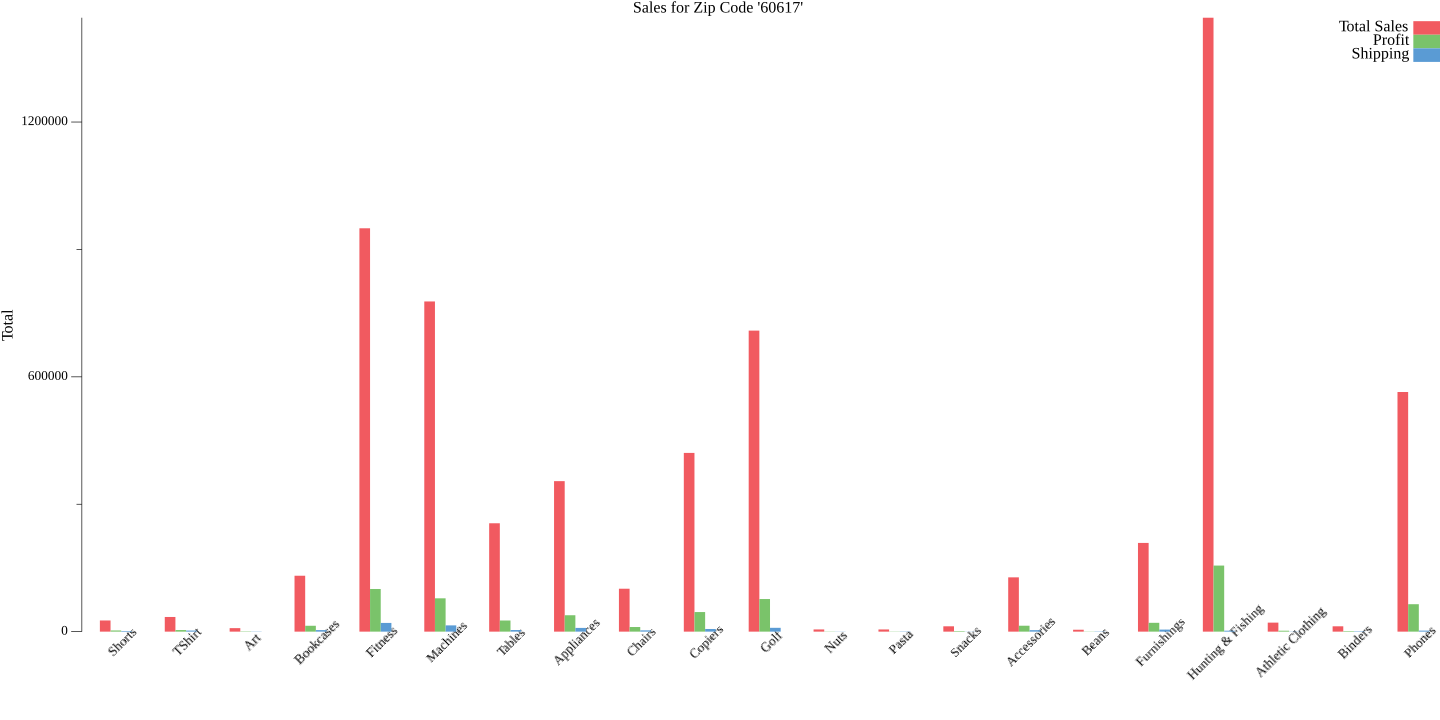 Sales for Zip Code '60617'
Total Sales
Profit
Shipping
1200000
600000
0
Total
Shorts
TShirt
Art
Bookcases
Fitness
Machines
Tables
Appliances
Chairs
Copiers
Golf
Nuts
Pasta
Snacks
Accessories
Beans
Furnishings
Hunting & Fishing
Athletic Clothing
Binders
Phones